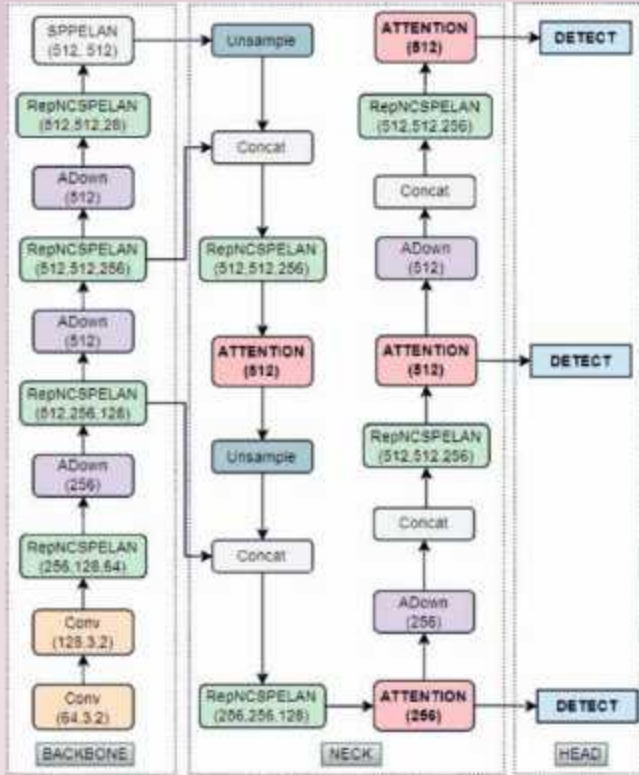 SPPELAN
(512, 512)
RepNCSPELAN
(512,512,28)
ADown
(512)
RepNCSPELAN
(512,512,256)
ADown
(512)
RepNCSPELAN
(512,256,128)
ADown
(256)
RepNCSPELAN
(256,128,64)
Conv
(128,3,2)
Conv
(64,3,2)
BACKBONE
Unsample
Concat
RepNCSPELAN
(512,512,256)
ATTENTION
(512)
Unsample
Concat
RepNCSPELAN
(256,256,128)
ATTENTION
(512)
RepNCSPELAN
(512,512,256)
Concat
ADown
(512)
ATTENTION
(512)
RepNCSPELAN
(512,512,256)
Concat
ADown
(256)
ATTENTION
(256)
NECK
DETECT
DETECT
DETECT
HEAD